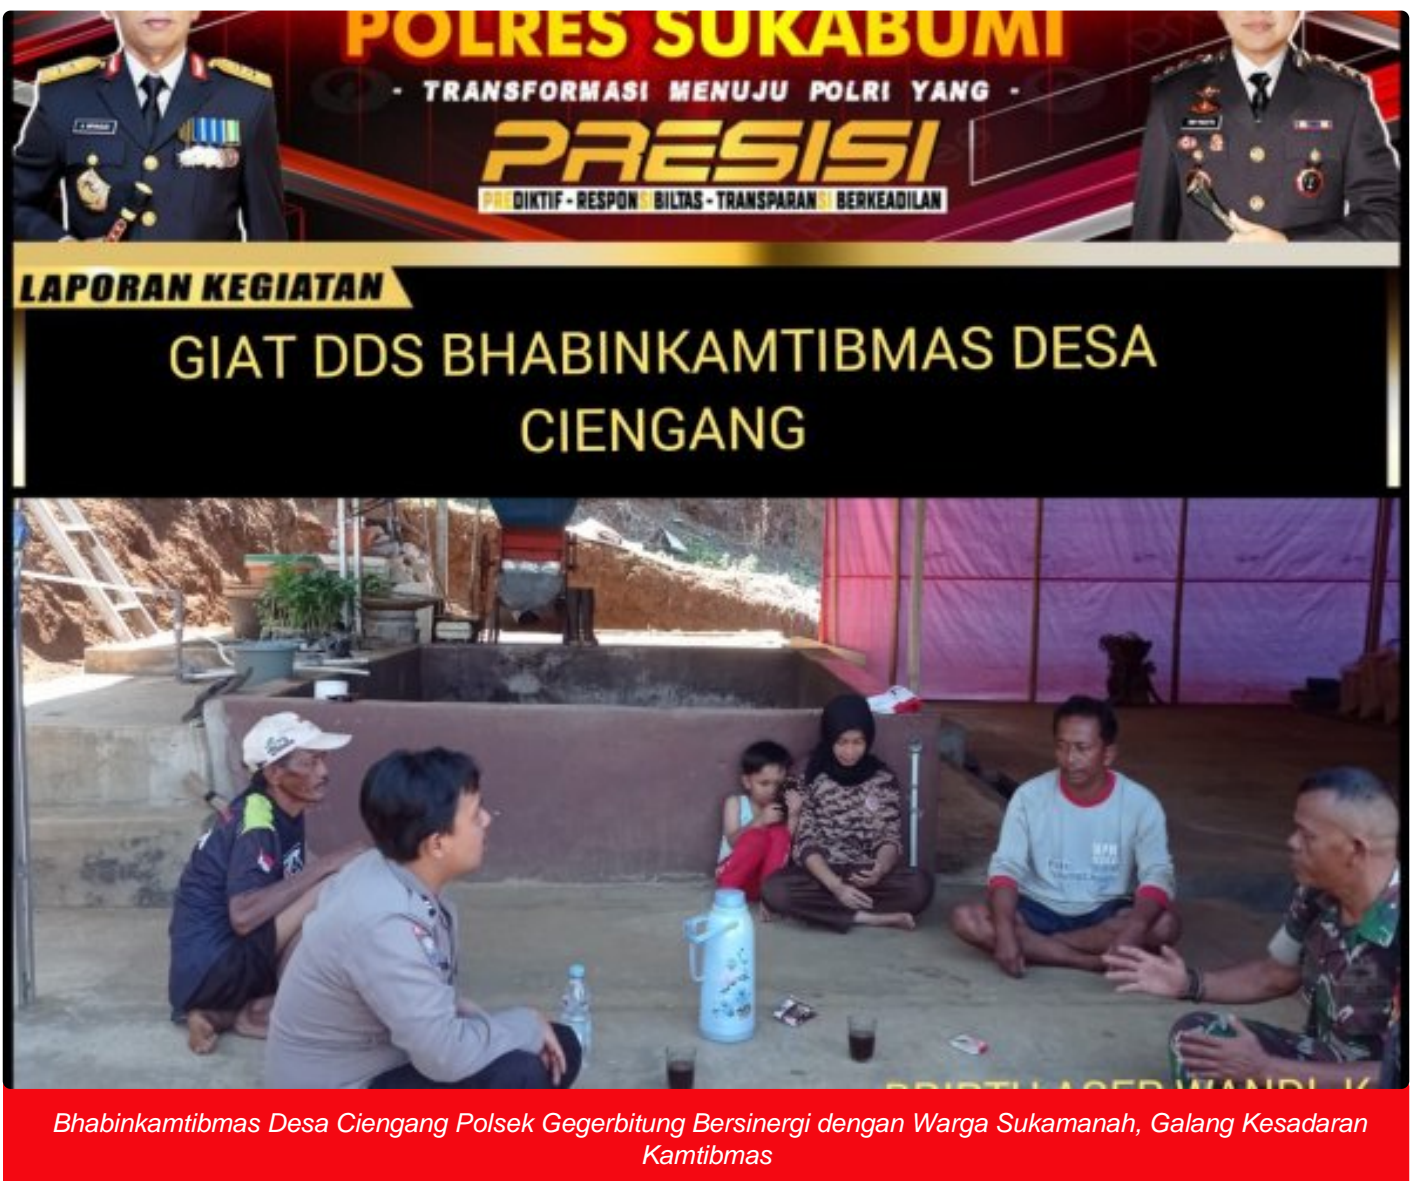 POLRES SUKABUMI
- TRANSFORMASI MENUJU POLRI YANG -
PRESISI
PREDIKTIF - RESPONSIBILTAS - TRANSPARANSI BERKEADILAN
LAPORAN KEGIATAN
GIAT DDS BHABINKAMTIBMAS DESA
CIENGANG
Bhabinkamtibmas Desa Ciengang Polsek Gegerbitung Bersinergi dengan Warga Sukamanah, Galang Kesadaran
Kamtibmas